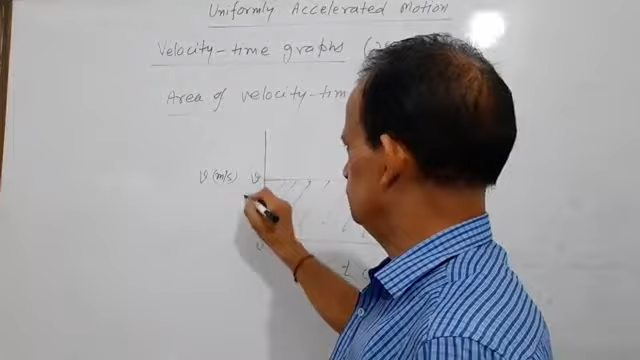 Uniformly Accelerated Motion
Velocity-time graphs
Area of velocity-tim
v (m/s) v
t